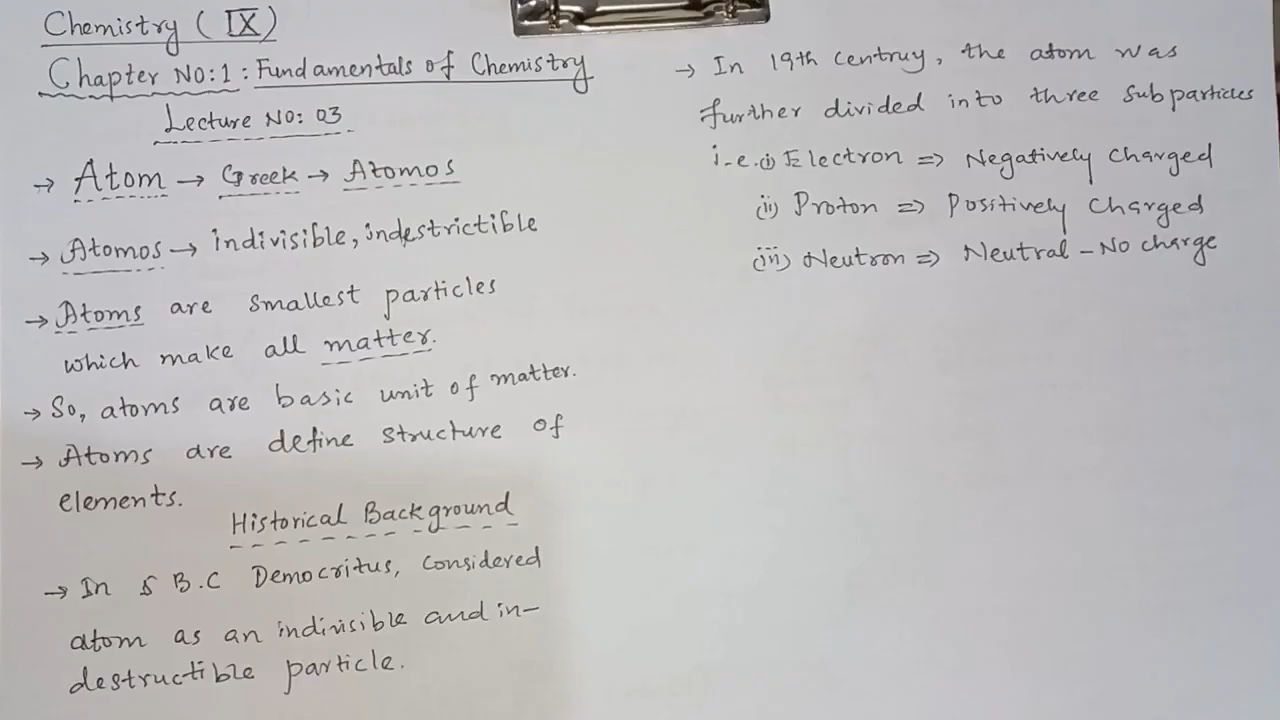 Chemistry (IX)
Chapter NO:1: Fundamentals of Chemistry
Lecture NO: 03
→ Atom → Greek → Atomos
→ Atomos → indivisible, indestrictible
→ Atoms are smallest particles
which make all matter.
→ So, atoms are basic unit of matter.
→ Atoms are define structure of
elements.
Historical Background
→ In 5 B.C Democritus, considered
atom as an indivisible and in-
destructible particle.
→ In 19th centruy, the atom was
further divided into three subparticles
i.e. (i) Electron => Negatively charged
(ii) Proton => Positively charged
(iii) Neutron => Neutral - No charge